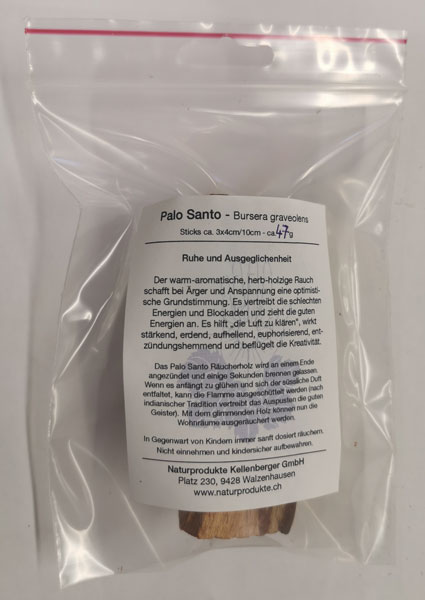 Palo Santo - Bursera graveolens
Sticks ca. 3x4cm/10cm - ca.47g
Ruhe und Ausgeglichenheit
Der warm-aromatische, herb-holzige Rauch
schafft bei Ärger und Anspannung eine optimisti-
sche Grundstimmung. Es vertreibt die schlechten
Energien und Blockaden und zieht die guten
Energien an. Es hilft „die Luft zu klären", wirkt
stärkend, erdend, aufhellend, euphorisierend, ent-
zündungshemmend und beflügelt die Kreativität.
Das Palo Santo Räucherholz wird an einem Ende
angezündet und einige Sekunden brennen gelassen.
Wenn es anfängt zu glühen und sich der süssliche Duft
entfaltet, kann die Flamme ausgeschüttelt werden (nach
indianischer Tradition vertreibt das Auspusten die guten
Geister). Mit dem glimmenden Holz können nun die
Wohnräume ausgeräuchert werden.
In Gegenwart von Kindern immer sanft dosiert räuchern.
Nicht einnehmen und kindersicher aufbewahren.
Naturprodukte Kellenberger GmbH
Platz 230, 9428 Walzenhausen
www.naturprodukte.ch